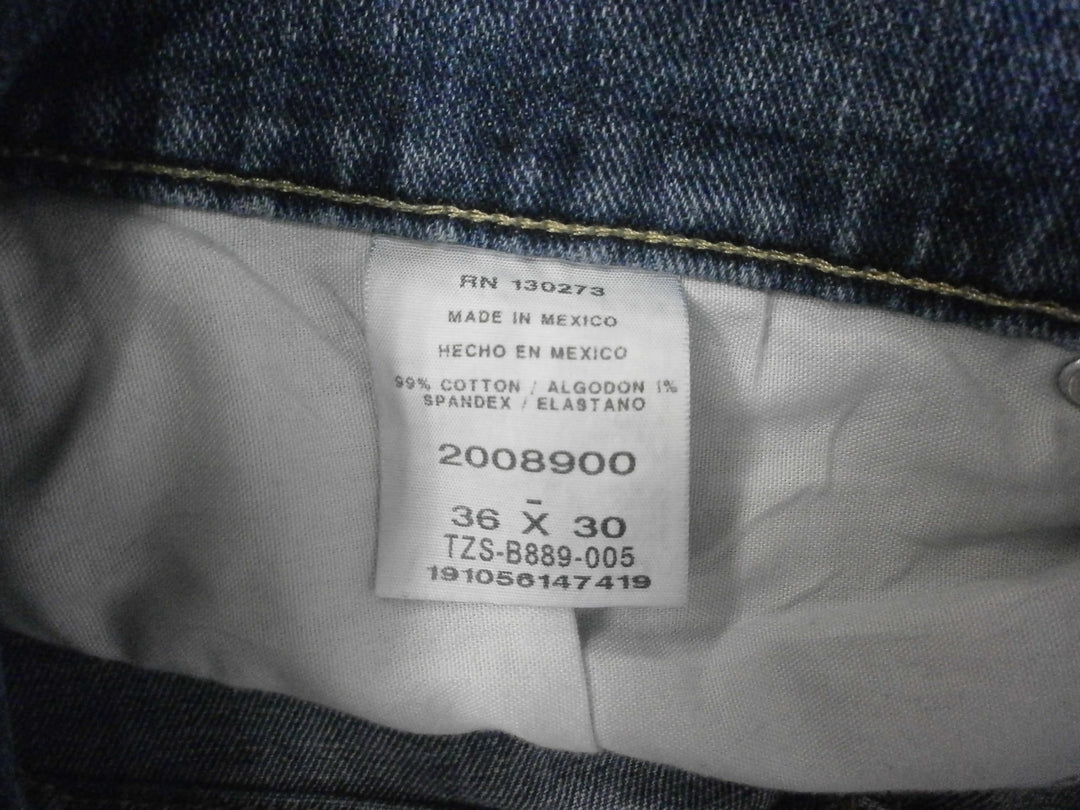 RN 130273
MADE IN MEXICO
HECHO EN MEXICO
99% COTTON / ALGODON 1%
SPANDEX / ELASTANO
2008900
36 X 30
TZS-B889-005
191056147419